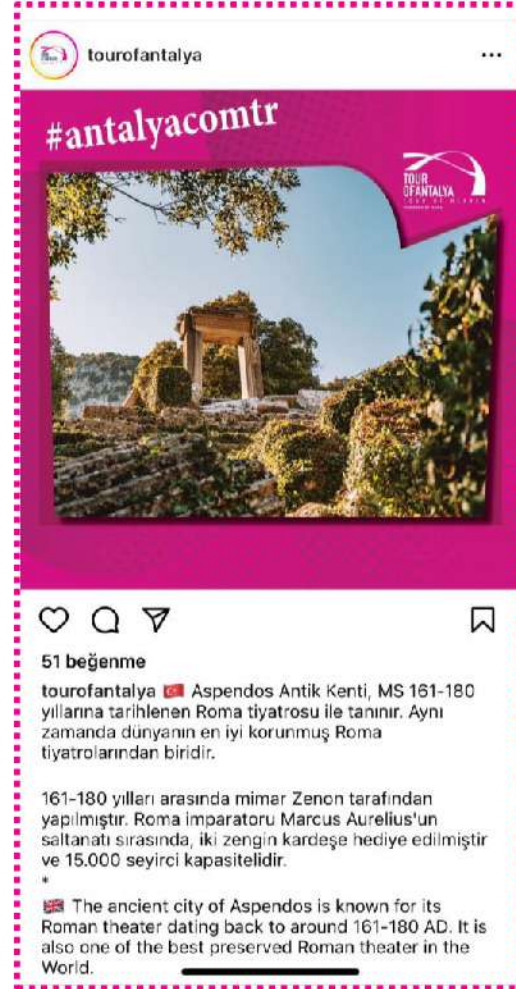 tourofantalya
#antalyacomtr
TOUR
OFANTALYA
51 beğenme
tourofantalya 🇹🇷 Aspendos Antik Kenti, MS 161-180
yıllarına tarihlenen Roma tiyatrosu ile tanınır. Aynı
zamanda dünyanın en iyi korunmuş Roma
tiyatrolarından biridir.
161-180 yılları arasında mimar Zenon tarafından
yapılmıştır. Roma imparatoru Marcus Aurelius'un
saltanatı sırasında, iki zengin kardeşe hediye edilmiştir
ve 15.000 seyirci kapasitelidir.
*
🇬🇧 The ancient city of Aspendos is known for its
Roman theater dating back to around 161-180 AD. It is
also one of the best preserved Roman theater in the
World.